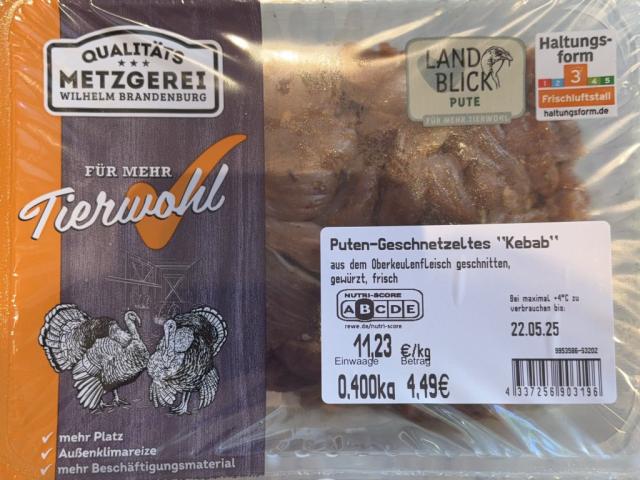 QUALITÄTS
METZGEREI
WILHELM BRANDENBURG
FÜR MEHR
Tierwohl
mehr Platz
Außenklimareize
mehr Beschäftigungsmaterial
LAND
BLICK
PUTE
FÜR MEHR TIERWOHL
Haltungs-
form
1 2 3 4 5
Frischluftstall
haltungsform.de
Puten-Geschnetzeltes "Kebab"
aus dem Oberkeulenfleisch geschnitten,
gewürzt, frisch
NUTRI-SCORE
A B C D E
rewe.de/nutri-score
Bei maximal +4°C zu
verbrauchen bis:
22.05.25
11,23 €/kg
Einwaage Betrag
0,400kg 4,49€
9953586-53202
4 337256 903196